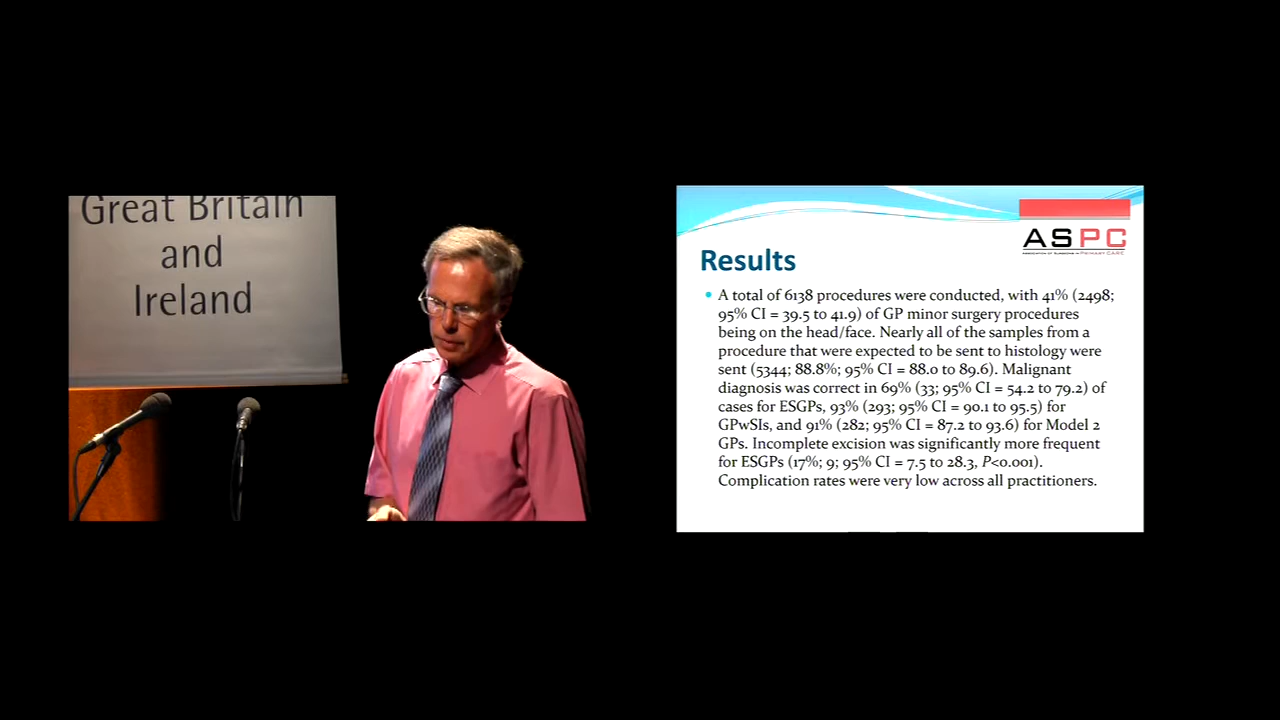 Great Britain
and
Ireland
ASPC
ASSOCIATION OF SURGEONS IN PRIMARY CARE
Results
• A total of 6138 procedures were conducted, with 41% (2498;
95% CI = 39.5 to 41.9) of GP minor surgery procedures
being on the head/face. Nearly all of the samples from a
procedure that were expected to be sent to histology were
sent (5344; 88.8%; 95% CI = 88.0 to 89.6). Malignant
diagnosis was correct in 69% (33; 95% CI = 54.2 to 79.2) of
cases for ESGPs, 93% (293; 95% CI = 90.1 to 95.5) for
GPwSIs, and 91% (282; 95% CI = 87.2 to 93.6) for Model 2
GPs. Incomplete excision was significantly more frequent
for ESGPs (17%; 9; 95% CI = 7.5 to 28.3, P<0.001).
Complication rates were very low across all practitioners.